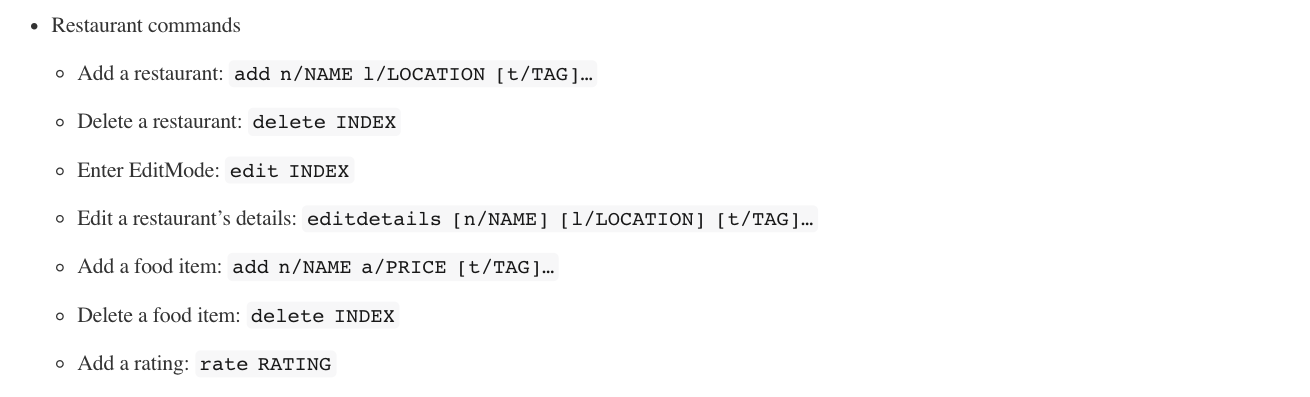 • Restaurant commands
◦ Add a restaurant: add n/NAME l/LOCATION [t/TAG]…
◦ Delete a restaurant: delete INDEX
◦ Enter EditMode: edit INDEX
◦ Edit a restaurant’s details: editdetails [n/NAME] [l/LOCATION] [t/TAG]…
◦ Add a food item: add n/NAME a/PRICE [t/TAG]…
◦ Delete a food item: delete INDEX
◦ Add a rating: rate RATING